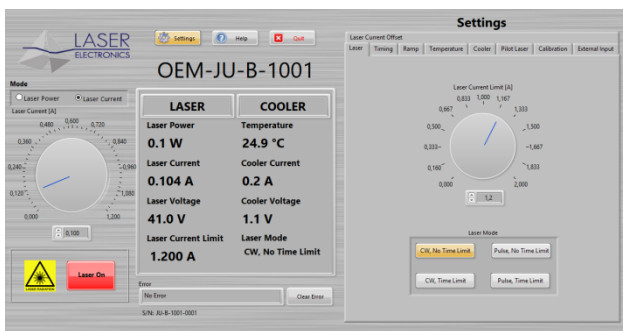 LASER
ELECTRONICS
Settings
Help
Quit
OEM-JU-B-1001
Mode
Laser Power
Laser Current
Laser Current [A]
0,480
0,600
0,720
0,360
0,840
0,240
0,960
0,120
1,080
0,000
1,200
0,100
LASER RADIATION
Laser On
LASER
COOLER
Laser Power
Temperature
0.1 W
24.9 °C
Laser Current
Cooler Current
0.104 A
0.2 A
Laser Voltage
Cooler Voltage
41.0 V
1.1 V
Laser Current Limit
Laser Mode
1.200 A
CW, No Time Limit
Error
No Error
Clear Error
S/N: JU-B-1001-0001
Settings
Laser Current Offset
Laser
Timing
Ramp
Temperature
Cooler
Pilot Laser
Calibration
External Input
Laser Current Limit [A]
0,833
1,000
1,167
0,667
1,333
0,500
1,500
0,333
1,667
0,160
1,833
0,000
2,000
1,2
Laser Mode
CW, No Time Limit
Pulse, No Time Limit
CW, Time Limit
Pulse, Time Limit